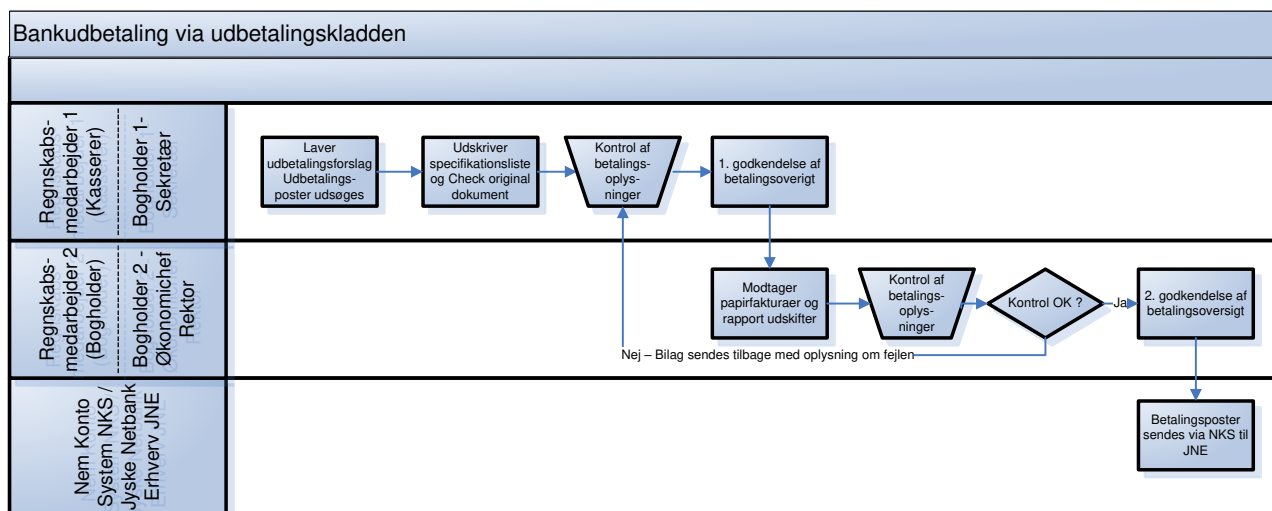 Bankudbetaling via udbetalingskladden
Regnskabs-
medarbejder 1
(Kasserer)
Bogholder 1-
Sekretær
Laver
udbetalingsforslag
Udbetalings-
poster udsøges
Udskriver
specifikationsliste
og Check original
dokument
Kontrol af
betalings-
oplys-
ninger
1. godkendelse af
betalingsoverigt
Regnskabs-
medarbejder 2
(Bogholder)
Bogholder 2 -
Økonomichef
Rektor
Modtager
papirfakturaer og
rapport udskifter
Kontrol af
betalings-
oplys-
ninger
Kontrol OK ?
Ja
2. godkendelse af
betalingsoversigt
Nej – Bilag sendes tilbage med oplysning om fejlen
Nem Konto
System NKS /
Jyske Netbank
Erhverv JNE
Betalingsposter
sendes via NKS til
JNE